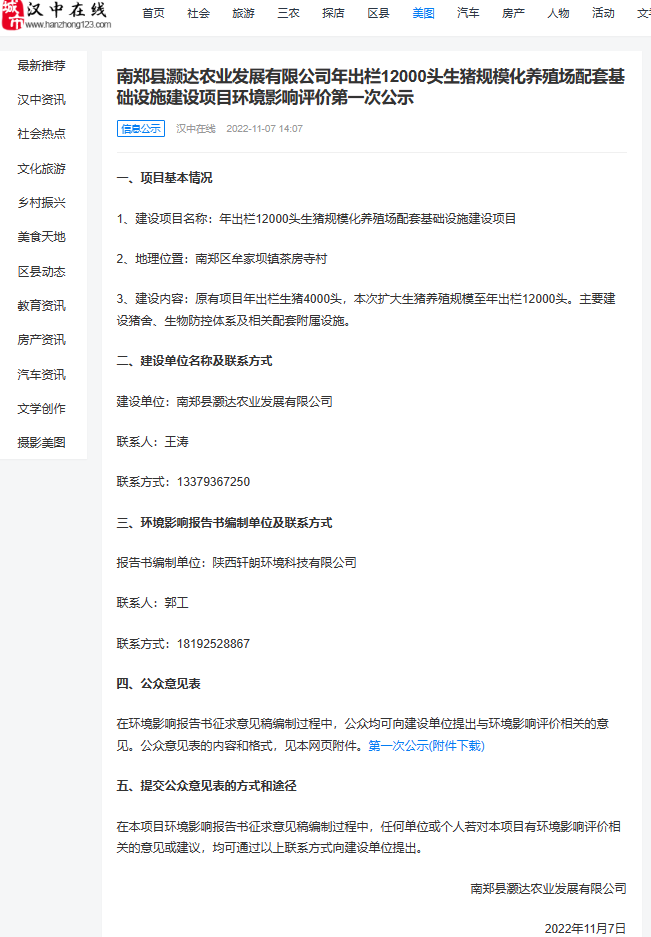 城市
汉中在线
www.hanzhong123.com
首页 社会 旅游 三农 探店 区县 美图 汽车 房产 人物 活动
最新推荐
汉中资讯
社会热点
文化旅游
乡村振兴
美食天地
区县动态
教育资讯
房产资讯
汽车资讯
文学创作
摄影美图
南郑县灏达农业发展有限公司年出栏12000头生猪规模化养殖场配套基
础设施建设项目环境影响评价第一次公示
信息公示 汉中在线 2022-11-07 14:07
一、项目基本情况
1、建设项目名称：年出栏12000头生猪规模化养殖场配套基础设施建设项目
2、地理位置：南郑区牟家坝镇茶房寺村
3、建设内容：原有项目年出栏生猪4000头，本次扩大生猪养殖规模至年出栏12000头。主要建
设猪舍、生物防控体系及相关配套附属设施。
二、建设单位名称及联系方式
建设单位：南郑县灏达农业发展有限公司
联系人：王涛
联系方式：13379367250
三、环境影响报告书编制单位及联系方式
报告书编制单位：陕西轩朗环境科技有限公司
联系人：郭工
联系方式：18192528867
四、公众意见表
在环境影响报告书征求意见稿编制过程中，公众均可向建设单位提出与环境影响评价相关的意
见。公众意见表的内容和格式，见本网页附件。第一次公示(附件下载)
五、提交公众意见表的方式和途径
在本项目环境影响报告书征求意见稿编制过程中，任何单位或个人若对本项目有环境影响评价相
关的意见或建议，均可通过以上联系方式向建设单位提出。
南郑县灏达农业发展有限公司
2022年11月7日